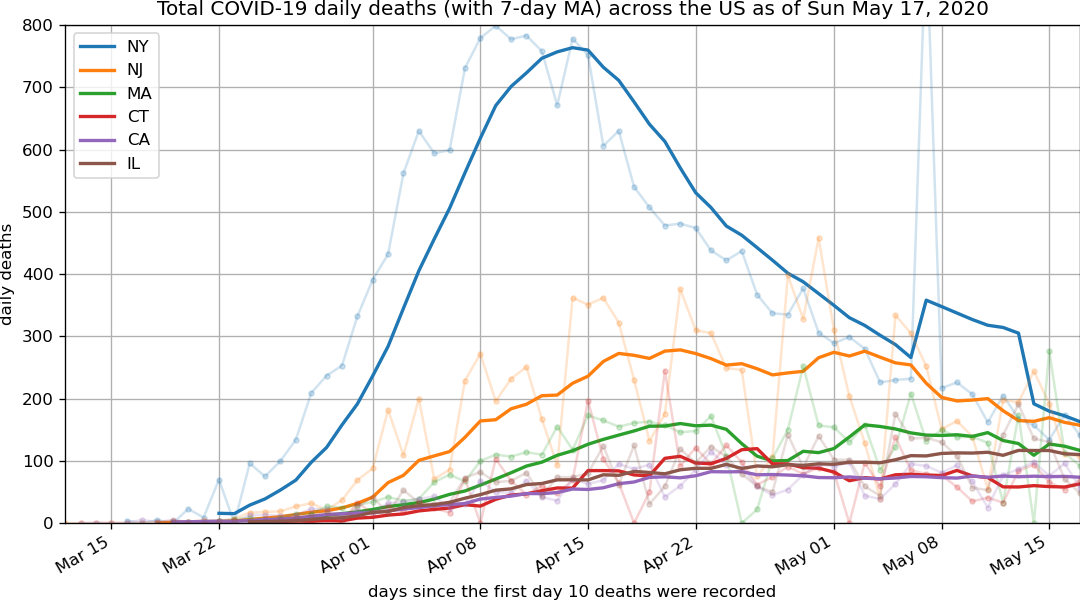 Total COVID-19 daily deaths (with 7-day MA) across the US as of Sun May 17, 2020
800
700
600
500
400
300
200
100
0
daily deaths
NY
NJ
MA
CT
CA
IL
Mar 15
Mar 22
Apr 01
Apr 08
Apr 15
Apr 22
May 01
May 08
May 15
days since the first day 10 deaths were recorded